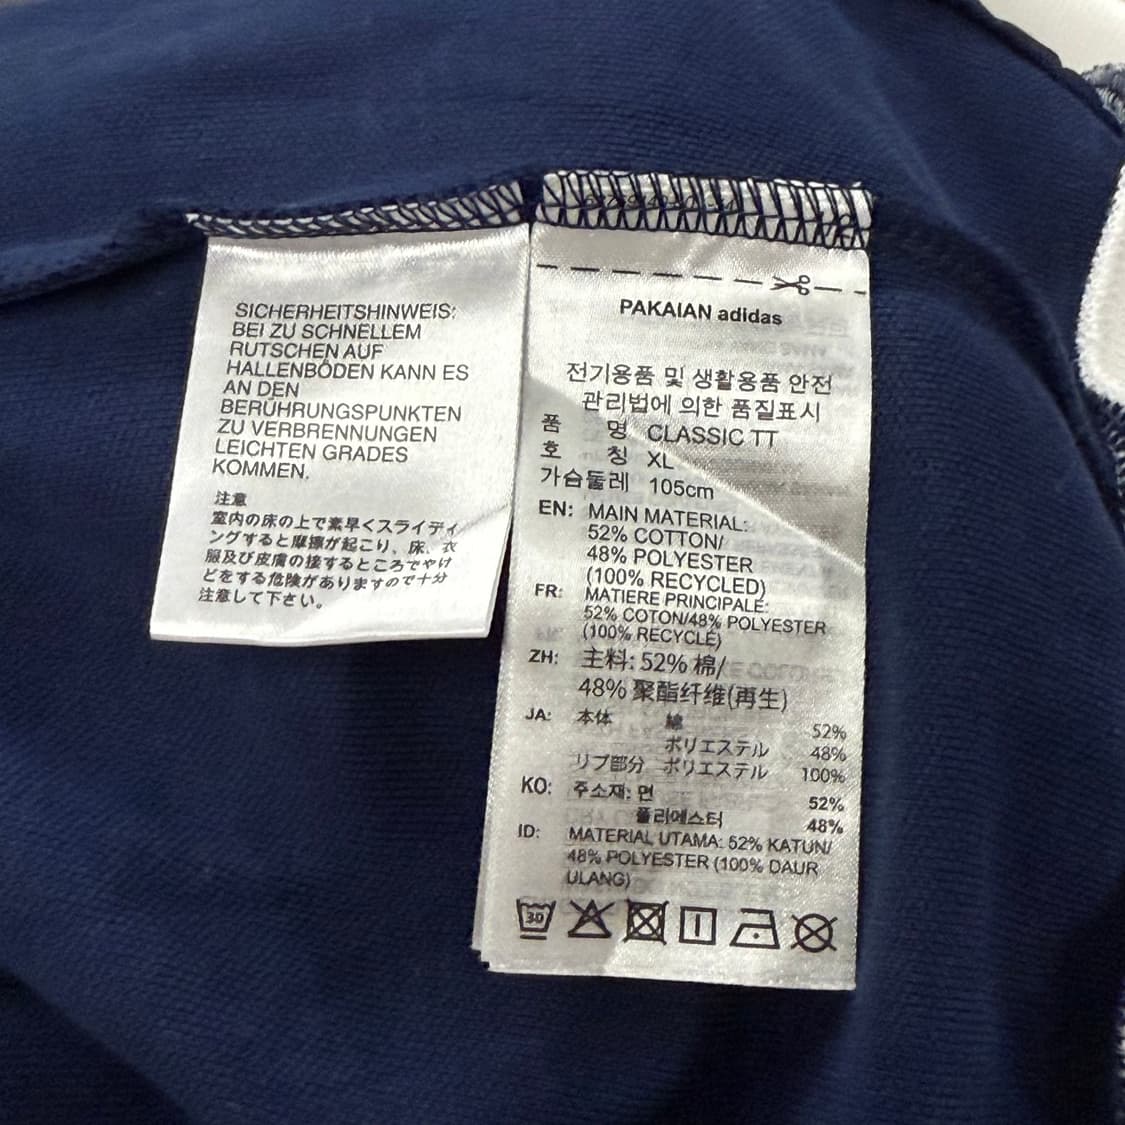 SICHERHEITSHINWEIS:
BEI ZU SCHNELLEM
RUTSCHEN AUF
HALLENBÖDEN KANN ES
AN DEN
BERÜHRUNGSPUNKTEN
ZU VERBRENNUNGEN
LEICHTEN GRADES
KOMMEN.
注意
室内の床の上で素早くスライディ
ングすると摩擦が起こり、床、衣
服及び皮膚の接するところでやけ
どをする危険がありますので十分
注意して下さい。
PAKAIAN adidas
전기용품 및 생활용품 안전
관리법에 의한 품질표시
품 명 CLASSIC TT
호 칭 XL
가슴둘레 105cm
EN: MAIN MATERIAL:
52% COTTON/
48% POLYESTER
(100% RECYCLED)
FR: MATIERE PRINCIPALE:
52% COTON/48% POLYESTER
(100% RECYCLÉ)
ZH: 主料: 52% 棉/
48% 聚酯纤维(再生)
JA: 本体 綿 52%
ポリエステル 48%
リブ部分 ポリエステル 100%
KO: 주소재: 면 52%
폴리에스터 48%
ID: MATERIAL UTAMA: 52% KATUN/
48% POLYESTER (100% DAUR
ULANG)
30